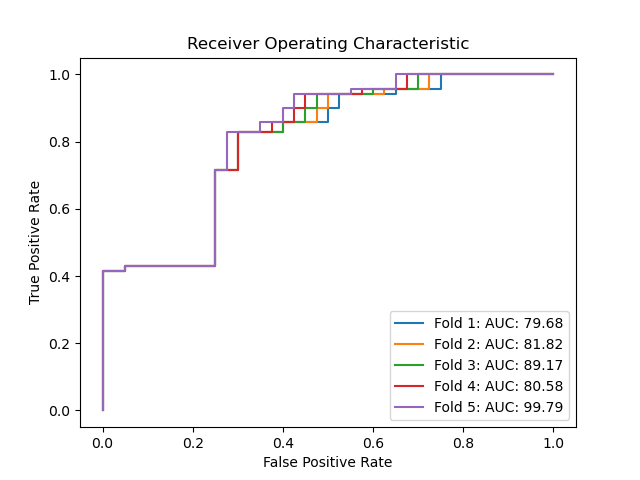 Receiver Operating Characteristic
True Positive Rate
1.0
0.8
0.6
0.4
0.2
0.0
Fold 1: AUC: 79.68
Fold 2: AUC: 81.82
Fold 3: AUC: 89.17
Fold 4: AUC: 80.58
Fold 5: AUC: 99.79
0.0 0.2 0.4 0.6 0.8 1.0
False Positive Rate